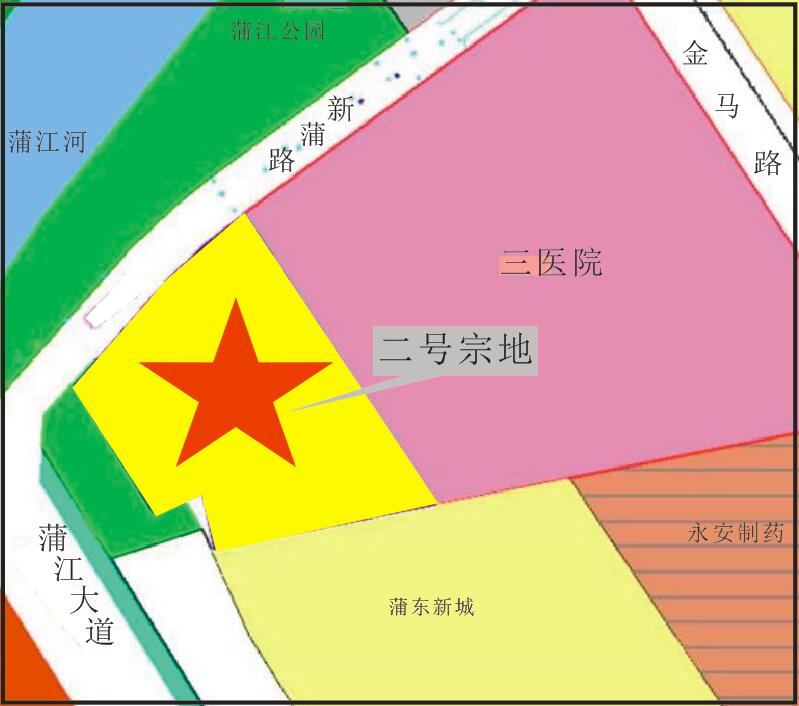 蒲江公园
金马路
新蒲路
蒲江河
三医院
二号宗地
永安制药
蒲江大道
蒲东新城